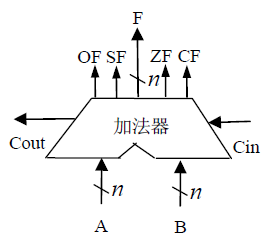 F
OF SF n ZF CF
加法器
Cout Cin
n n
A B